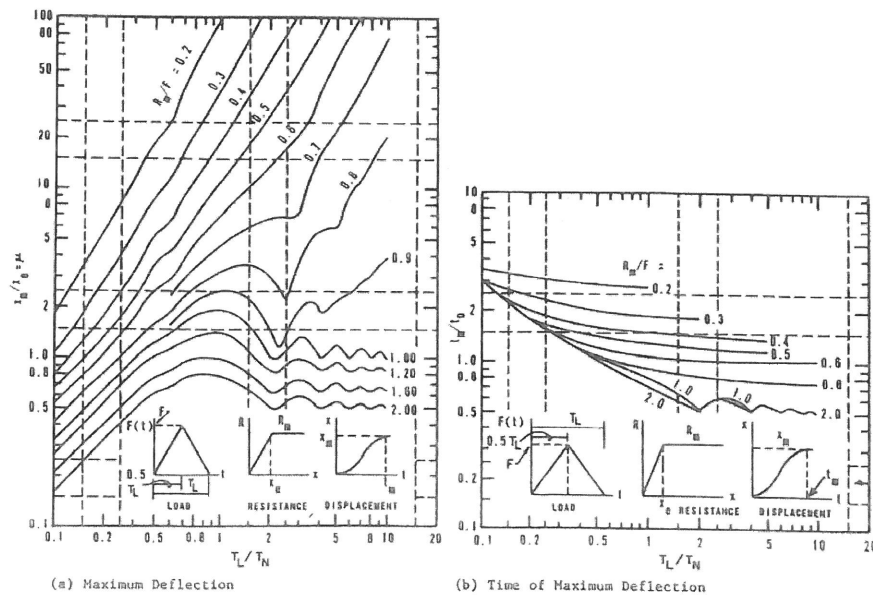 100
80
50
20
10
8
5
2
1.0
0.8
0.5
0.1
x_m/x_e = μ
R_m/F = 0.2
0.3
0.4
0.5
0.6
0.7
0.8
0.9
1.00
1.20
1.60
2.00
F(t)
F
0.5
T_L
T_L
t
LOAD
R
R_m
x_e
x
RESISTANCE
x
x_m
t
t_m
DISPLACEMENT
0.1 0.2 0.5 0.8 1 2 5 8 10 20
T_L/T_N
(a) Maximum Deflection
10
8
5
2
1.0
0.8
0.5
0.1
R_m/F =
0.2
0.3
0.4
0.5
0.6
0.8
1.0
1.0
2.0
2.0
T_L
F(t)
0.5 T_L
F
t
LOAD
R
R_m
x
x_e RESISTANCE
x
x_m
t_m
t
DISPLACEMENT
0.1 0.2 0.5 1 2 5 10 20
T_L/T_N
(b) Time of Maximum Deflection